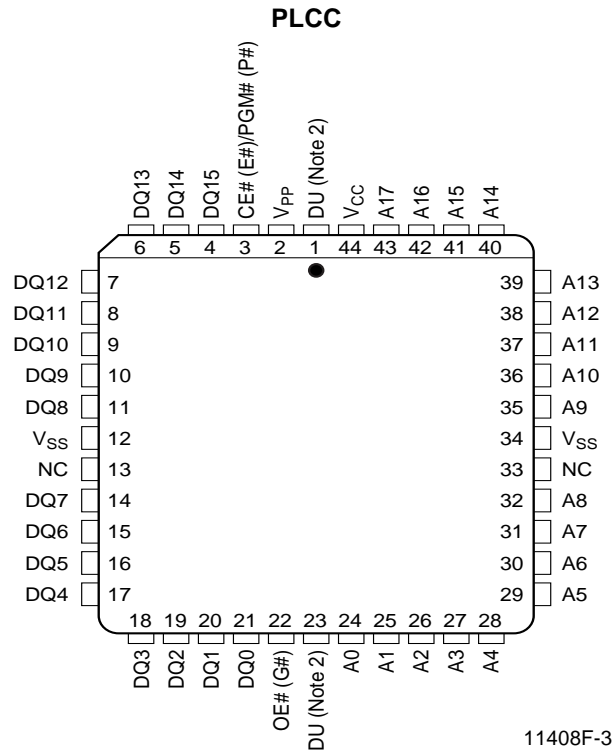 PLCC
DQ13
DQ14
DQ15
CE# (E#)/PGM# (P#)
VPP
DU (Note 2)
VCC
A17
A16
A15
A14
6 5 4 3 2 1 44 43 42 41 40
DQ12 7 39 A13
DQ11 8 38 A12
DQ10 9 37 A11
DQ9 10 36 A10
DQ8 11 35 A9
VSS 12 34 VSS
NC 13 33 NC
DQ7 14 32 A8
DQ6 15 31 A7
DQ5 16 30 A6
DQ4 17 29 A5
18 19 20 21 22 23 24 25 26 27 28
DQ3
DQ2
DQ1
DQ0
OE# (G#)
DU (Note 2)
A0
A1
A2
A3
A4
11408F-3